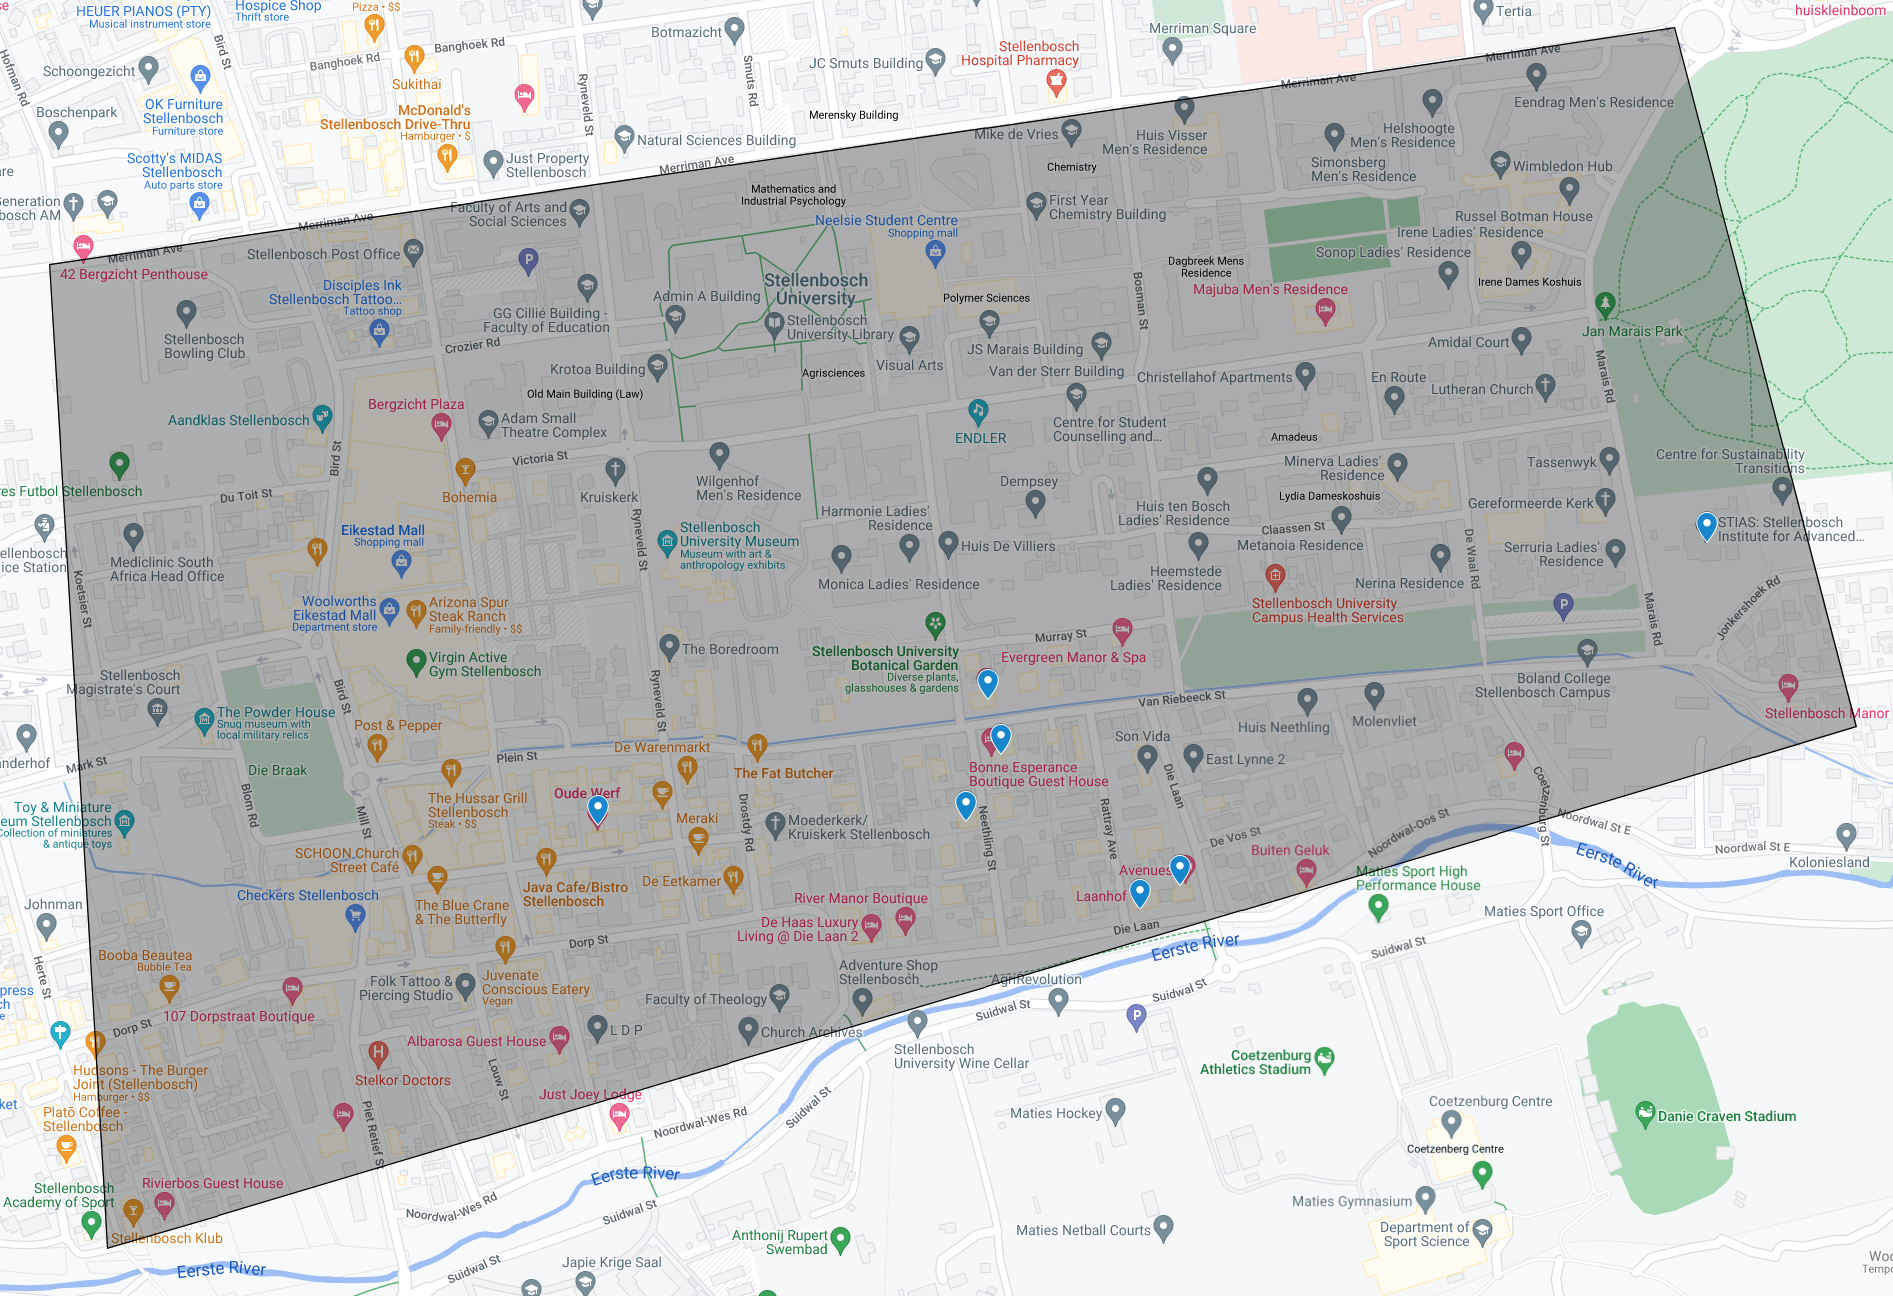 HEUER PIANOS (PTY)
Musical instrument store
Hospice Shop
Thrift store
Pizza • $$
Banghoek Rd
Banghoek Rd
Bird St
Hofman Rd
Schoongezicht
Sukithai
Botmazicht
JC Smuts Building
Stellenbosch
Hospital Pharmacy
Merriman Square
Tertia
huiskleinboom
Boschenpark
OK Furniture
Stellenbosch
Furniture store
McDonald's
Stellenbosch Drive-Thru
Hamburger • $
Ryneveld St
Smuts Rd
Merensky Building
Merriman Ave
Merriman Ave
Eendrag Men's Residence
Scotty's MIDAS
Stellenbosch
Auto parts store
Just Property
Stellenbosch
Natural Sciences Building
Merriman Ave
Mike de Vries
Chemistry
Huis Visser
Men's Residence
Helshoogte
Men's Residence
Simonsberg
Men's Residence
Wimbledon Hub
Mathematics and
Industrial Psychology
Faculty of Arts and
Social Sciences
First Year
Chemistry Building
Russel Botman House
Irene Ladies' Residence
Neelsie Student Centre
Shopping mall
Merriman Ave
Merriman Ave
42 Bergzicht Penthouse
Stellenbosch Post Office
P
Sonop Ladies' Residence
Dagbreek Mens
Residence
Irene Dames Koshuis
Disciples Ink
Stellenbosch Tattoo...
Tattoo shop
Stellenbosch
University
Admin A Building
Polymer Sciences
Bosman St
Majuba Men's Residence
GG Cillié Building -
Faculty of Education
Stellenbosch
University Library
Jan Marais Park
Stellenbosch
Bowling Club
Crozier Rd
Krotoa Building
Visual Arts
JS Marais Building
Van der Sterr Building
Amidal Court
Agrisciences
Christellahof Apartments
En Route
Lutheran Church
Marais Rd
Old Main Building (Law)
Bergzicht Plaza
Aandklas Stellenbosch
Adam Small
Theatre Complex
ENDLER
Centre for Student
Counselling and...
Amadeus
Bird St
Victoria St
Tassenwyk
Centre for Sustainability
Transitions
Minerva Ladies'
Residence
Bohemia
Kruiskerk
Wilgenhof
Men's Residence
Dempsey
Lydia Dameskoshuis
Gereformeerde Kerk
Du Toit St
Harmonie Ladies'
Residence
Huis ten Bosch
Ladies' Residence
Claassen St
Eikestad Mall
Shopping mall
Ryneveld St
Stellenbosch
University Museum
Museum with art &
anthropology exhibits
Huis De Villiers
Metanoia Residence
De Waal Rd
Serruria Ladies'
Residence
STIAS: Stellenbosch
Institute for Advanced...
Mediclinic South
Africa Head Office
Monica Ladies' Residence
Heemstede
Ladies' Residence
Nerina Residence
Koetsier St
Woolworths
Eikestad Mall
Department store
Arizona Spur
Steak Ranch
Family-friendly • $$
Stellenbosch University
Campus Health Services
P
Marais Rd
Jonkershoek Rd
Murray St
The Boredroom
Virgin Active
Gym Stellenbosch
Stellenbosch University
Botanical Garden
Diverse plants,
glasshouses & gardens
Evergreen Manor & Spa
Stellenbosch
Magistrate's Court
Bird St
Ryneveld St
Boland College
Stellenbosch Campus
Van Riebeeck St
The Powder House
Snug museum with
local military relics
Post & Pepper
Huis Neethling
Molenvliet
Stellenbosch Manor
Mark St
Die Braak
Plein St
De Warenmarkt
The Fat Butcher
Bonne Esperance
Boutique Guest House
Son Vida
East Lynne 2
Die Laan
Blom Rd
Mill St
The Hussar Grill
Stellenbosch
Steak • $$
Oude Werf
Drostdy Rd
Meraki
Moederkerk/
Kruiskerk Stellenbosch
Neethling St
Rattray Ave
Coetzenburg St
Noordwal St E
Noordwal St E
Koloniesland
Toy & Miniature
Collection of miniatures
& antique toys
SCHOON Church
Street Café
De Vos St
Noordwal-Oos St
Buiten Geluk
Checkers Stellenbosch
Java Cafe/Bistro
Stellenbosch
De Eetkamer
Avenues
Laanhof
Eerste River
Maties Sport High
Performance House
The Blue Crane
& The Butterfly
River Manor Boutique
De Haas Luxury
Living @ Die Laan 2
Johnman
Die Laan
Maties Sport Office
Dorp St
Eerste River
Suidwal St
Herte St
Booba Beautea
Bubble Tea
Folk Tattoo &
Piercing Studio
Juvenate
Conscious Eatery
Vegan
Adventure Shop
Stellenbosch
AgriRevolution
Suidwal St
Faculty of Theology
107 Dorpstraat Boutique
Suidwal St
P
Dorp St
Albarosa Guest House
L D P
Church Archives
Stellenbosch
University Wine Cellar
Hudsons - The Burger
Joint (Stellenbosch)
Hamburger • $$
Stelkor Doctors
Louw St
Just Joey Lodge
Coetzenburg
Athletics Stadium
Plato Coffee -
Stellenbosch
Piet Retief S
Noordwal-Wes Rd
Suidwal St
Maties Hockey
Coetzenburg Centre
Danie Craven Stadium
Coetzenberg Centre
Eerste River
Stellenbosch
Academy of Sport
Rivierbos Guest House
Noordwal-Wes Rd
Suidwal St
Maties Gymnasium
Stellenbosch Klub
Anthonij Rupert
Swembad
Maties Netball Courts
Department of
Sport Science
Eerste River
Suidwal St
Japie Krige Saal